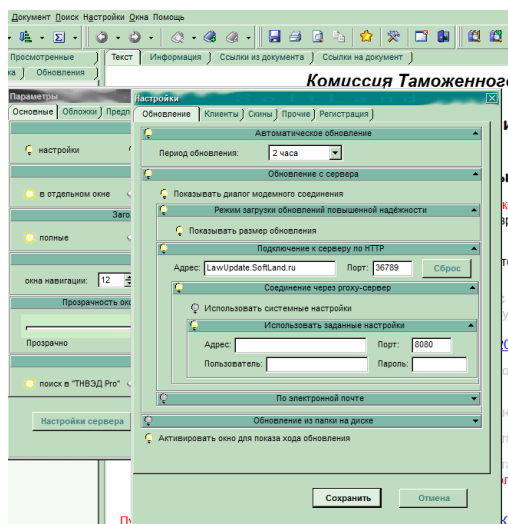 Документ Поиск Настройки Окна Помощь
Просмотренные
Текст Информация Ссылки из документа Ссылки на документ
ка Обновления
Комиссия Таможенног
Параметры
Основные Обложки Предп
настройки
в отдельном окне
Заго
полные
окна навигации: 12
Прозрачность ок
Прозрачно
поиск в "ТНВЭД Pro"
Настройки сервера
Настройки
Обновление Клиенты Скины Прочие Регистрация
Автоматическое обновление
Период обновления: 2 часа
Обновление с сервера
Показывать диалог модемного соединения
Режим загрузки обновлений повышенной надёжности
Показывать размер обновления
Подключение к серверу по HTTP
Адрес: LawUpdate.SoftLand.ru Порт: 36789 Сброс
Соединение через proxy-сервер
Использовать системные настройки
Использовать заданные настройки
Адрес: Порт: 8080
Пользователь: Пароль:
По электронной почте
Обновление из папки на диске
Активировать окно для показа хода обновления
Сохранить Отмена